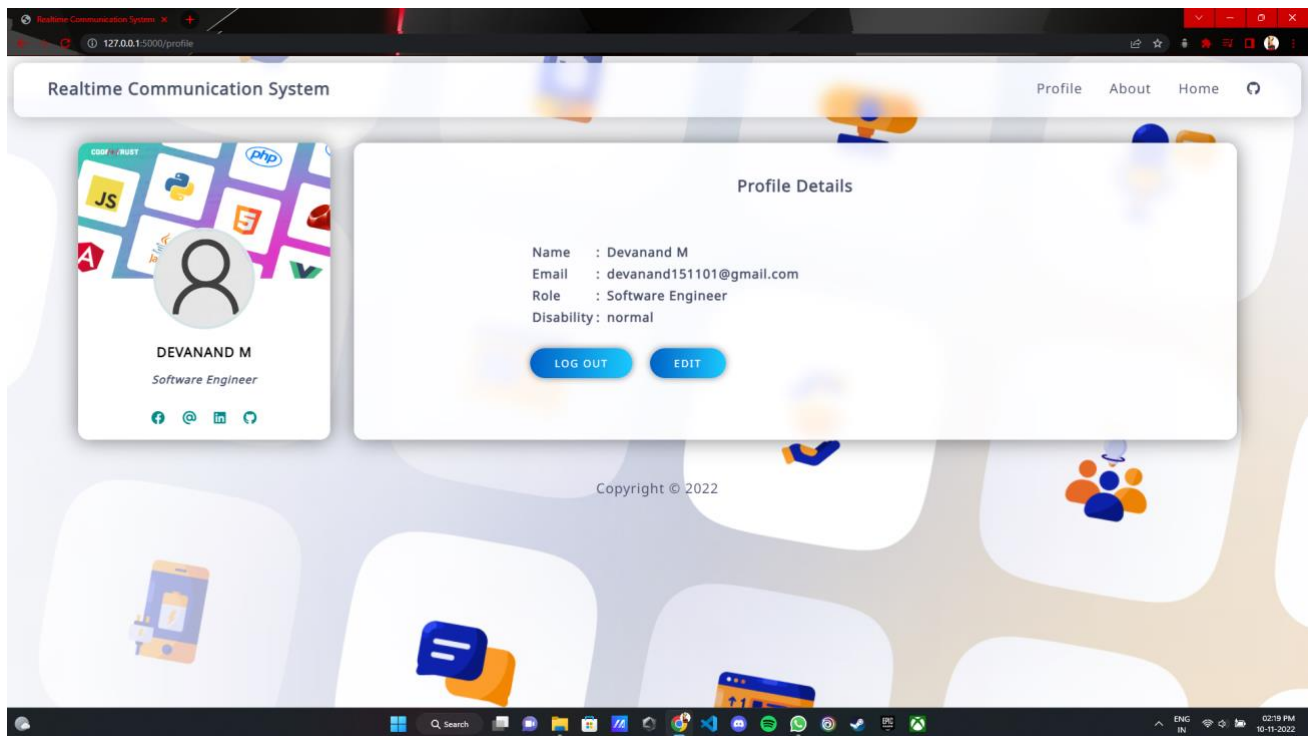 Realtime Communication System
127.0.0.1:5000/profile
Realtime Communication System
Profile About Home
php
JS
5
A
DEVANAND M
Software Engineer
Profile Details
Name : Devanand M
Email : devanand151101@gmail.com
Role : Software Engineer
Disability : normal
LOG OUT EDIT
Copyright © 2022
Search
EPIC
ENG
IN
02:19 PM
10-11-2022